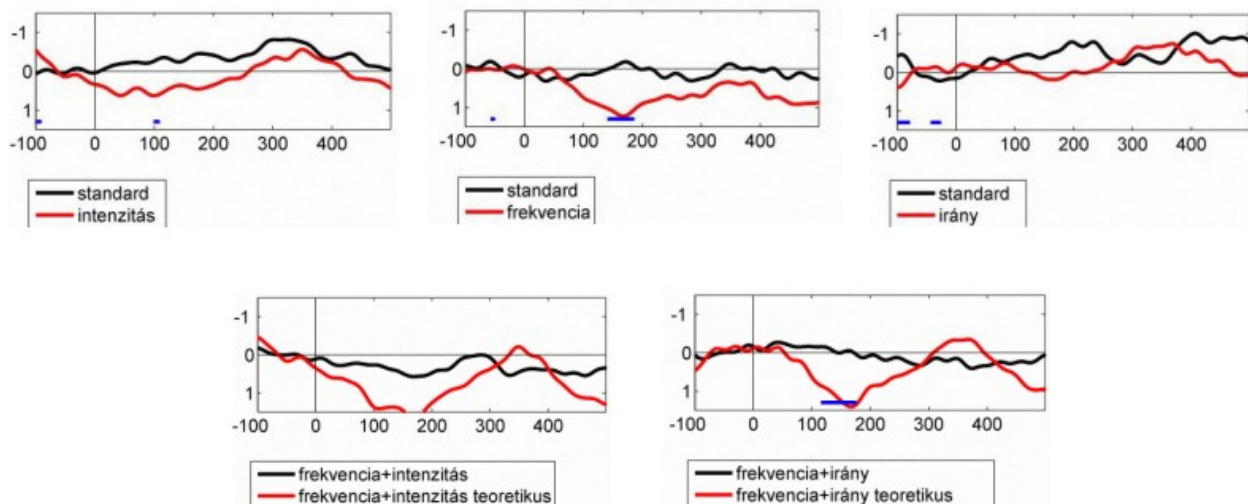 -1
0
1
-100 0 100 200 300 400
standard
intenzitás
-1
0
1
-100 0 100 200 300 400
standard
frekvencia
-1
0
1
-100 0 100 200 300 400
standard
irány
-1
0
1
-100 0 100 200 300 400
frekvencia+intenzitás
frekvencia+intenzitás teoretikus
-1
0
1
-100 0 100 200 300 400
frekvencia+irány
frekvencia+irány teoretikus